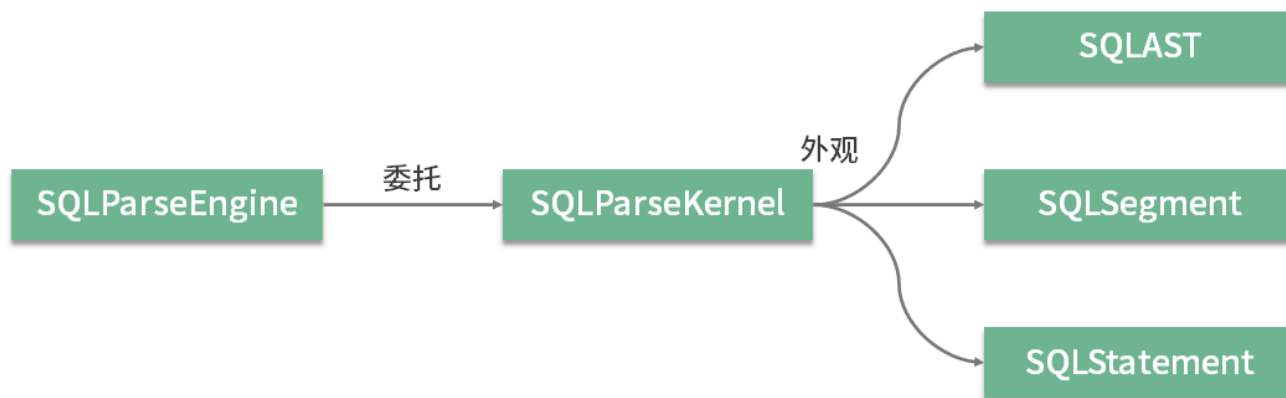 SQLAST
外观
委托
SQLParseEngine
SQLParseKernel
SQLSegment
SQLStatement